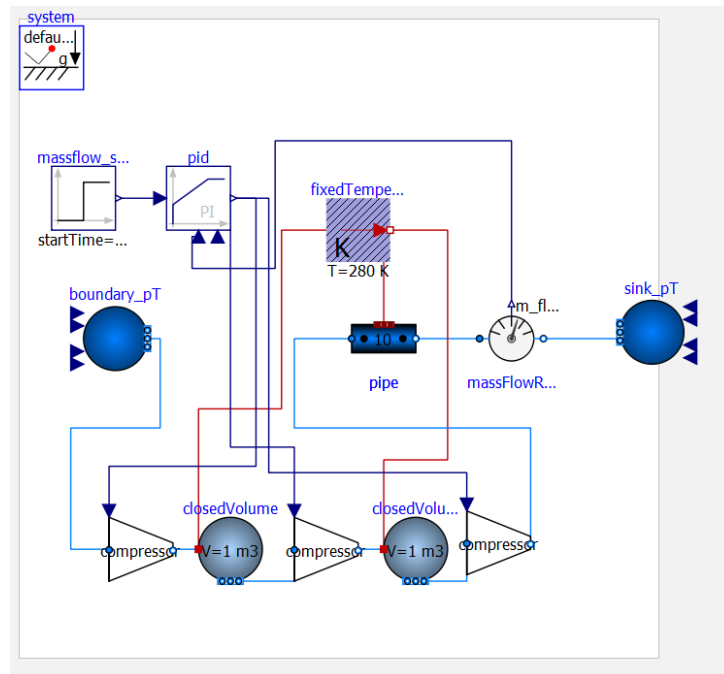 system
defau...
g
massflow_s...
pid
PI
startTime=...
fixedTempe...
K
T=280 K
boundary_pT
sink_pT
m_fl...
10
pipe
massFlowR...
closedVolume
closedVolu...
compressor
V=1 m3
compressor
V=1 m3
compressor